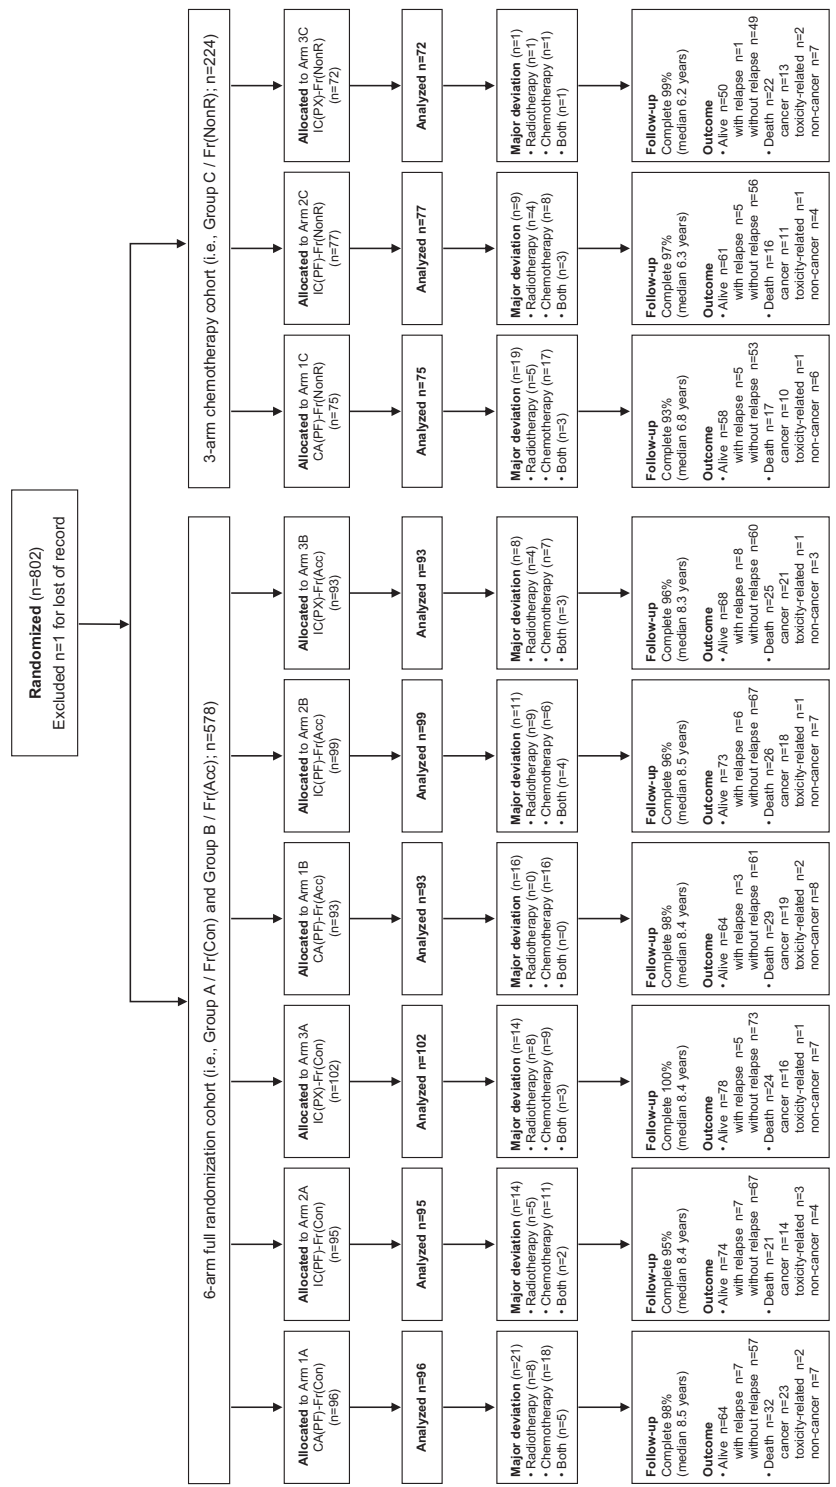 Randomized (n=802)
Excluded n=1 for lost of record
6-arm full randomization cohort (i.e., Group A / Fr(Con) and Group B / Fr(Acc); n=578)
3-arm chemotherapy cohort (i.e., Group C / Fr(NonR); n=224)
Allocated to Arm 1A
CA(PF)-Fr(Con)
(n=96)
Analyzed n=96
Major deviation (n=21)
• Radiotherapy (n=8)
• Chemotherapy (n=18)
• Both (n=5)
Follow-up
Complete 98%
(median 8.5 years)
Outcome
• Alive n=64
with relapse n=7
without relapse n=57
• Death n=32
cancer n=23
toxicity-related n=2
non-cancer n=7
Allocated to Arm 2A
IC(PF)-Fr(Con)
(n=95)
Analyzed n=95
Major deviation (n=14)
• Radiotherapy (n=5)
• Chemotherapy (n=11)
• Both (n=2)
Follow-up
Complete 95%
(median 8.4 years)
Outcome
• Alive n=74
with relapse n=7
without relapse n=67
• Death n=21
cancer n=14
toxicity-related n=3
non-cancer n=4
Allocated to Arm 3A
IC(PX)-Fr(Con)
(n=102)
Analyzed n=102
Major deviation (n=14)
• Radiotherapy (n=8)
• Chemotherapy (n=9)
• Both (n=3)
Follow-up
Complete 100%
(median 8.4 years)
Outcome
• Alive n=78
with relapse n=5
without relapse n=73
• Death n=24
cancer n=16
toxicity-related n=1
non-cancer n=7
Allocated to Arm 1B
CA(PF)-Fr(Acc)
(n=93)
Analyzed n=93
Major deviation (n=16)
• Radiotherapy (n=0)
• Chemotherapy (n=16)
• Both (n=0)
Follow-up
Complete 98%
(median 8.4 years)
Outcome
• Alive n=64
with relapse n=3
without relapse n=61
• Death n=29
cancer n=19
toxicity-related n=2
non-cancer n=8
Allocated to Arm 2B
IC(PF)-Fr(Acc)
(n=99)
Analyzed n=99
Major deviation (n=11)
• Radiotherapy (n=9)
• Chemotherapy (n=6)
• Both (n=4)
Follow-up
Complete 96%
(median 8.5 years)
Outcome
• Alive n=73
with relapse n=6
without relapse n=67
• Death n=26
cancer n=18
toxicity-related n=1
non-cancer n=7
Allocated to Arm 3B
IC(PX)-Fr(Acc)
(n=93)
Analyzed n=93
Major deviation (n=8)
• Radiotherapy (n=4)
• Chemotherapy (n=7)
• Both (n=3)
Follow-up
Complete 96%
(median 8.3 years)
Outcome
• Alive n=68
with relapse n=8
without relapse n=60
• Death n=25
cancer n=21
toxicity-related n=1
non-cancer n=3
Allocated to Arm 1C
CA(PF)-Fr(NonR)
(n=75)
Analyzed n=75
Major deviation (n=19)
• Radiotherapy (n=5)
• Chemotherapy (n=17)
• Both (n=3)
Follow-up
Complete 93%
(median 6.8 years)
Outcome
• Alive n=58
with relapse n=5
without relapse n=53
• Death n=17
cancer n=10
toxicity-related n=1
non-cancer n=6
Allocated to Arm 2C
IC(PF)-Fr(NonR)
(n=77)
Analyzed n=77
Major deviation (n=9)
• Radiotherapy (n=4)
• Chemotherapy (n=8)
• Both (n=3)
Follow-up
Complete 97%
(median 6.3 years)
Outcome
• Alive n=61
with relapse n=5
without relapse n=56
• Death n=16
cancer n=11
toxicity-related n=1
non-cancer n=4
Allocated to Arm 3C
IC(PX)-Fr(NonR)
(n=72)
Analyzed n=72
Major deviation (n=1)
• Radiotherapy (n=1)
• Chemotherapy (n=1)
• Both (n=1)
Follow-up
Complete 99%
(median 6.2 years)
Outcome
• Alive n=50
with relapse n=1
without relapse n=49
• Death n=22
cancer n=13
toxicity-related n=2
non-cancer n=7